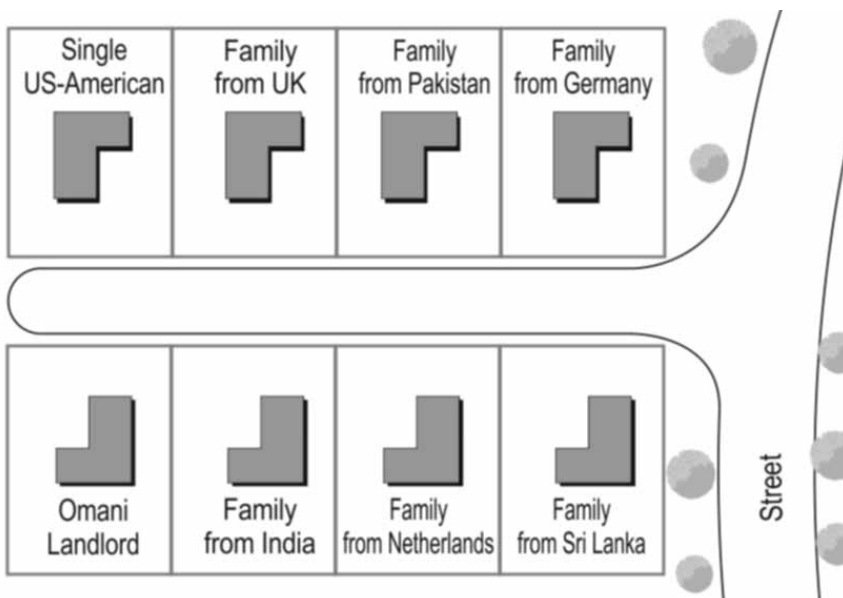 Single
US-American
Family
from UK
Family
from Pakistan
Family
from Germany
Omani
Landlord
Family
from India
Family
from Netherlands
Family
from Sri Lanka
Street